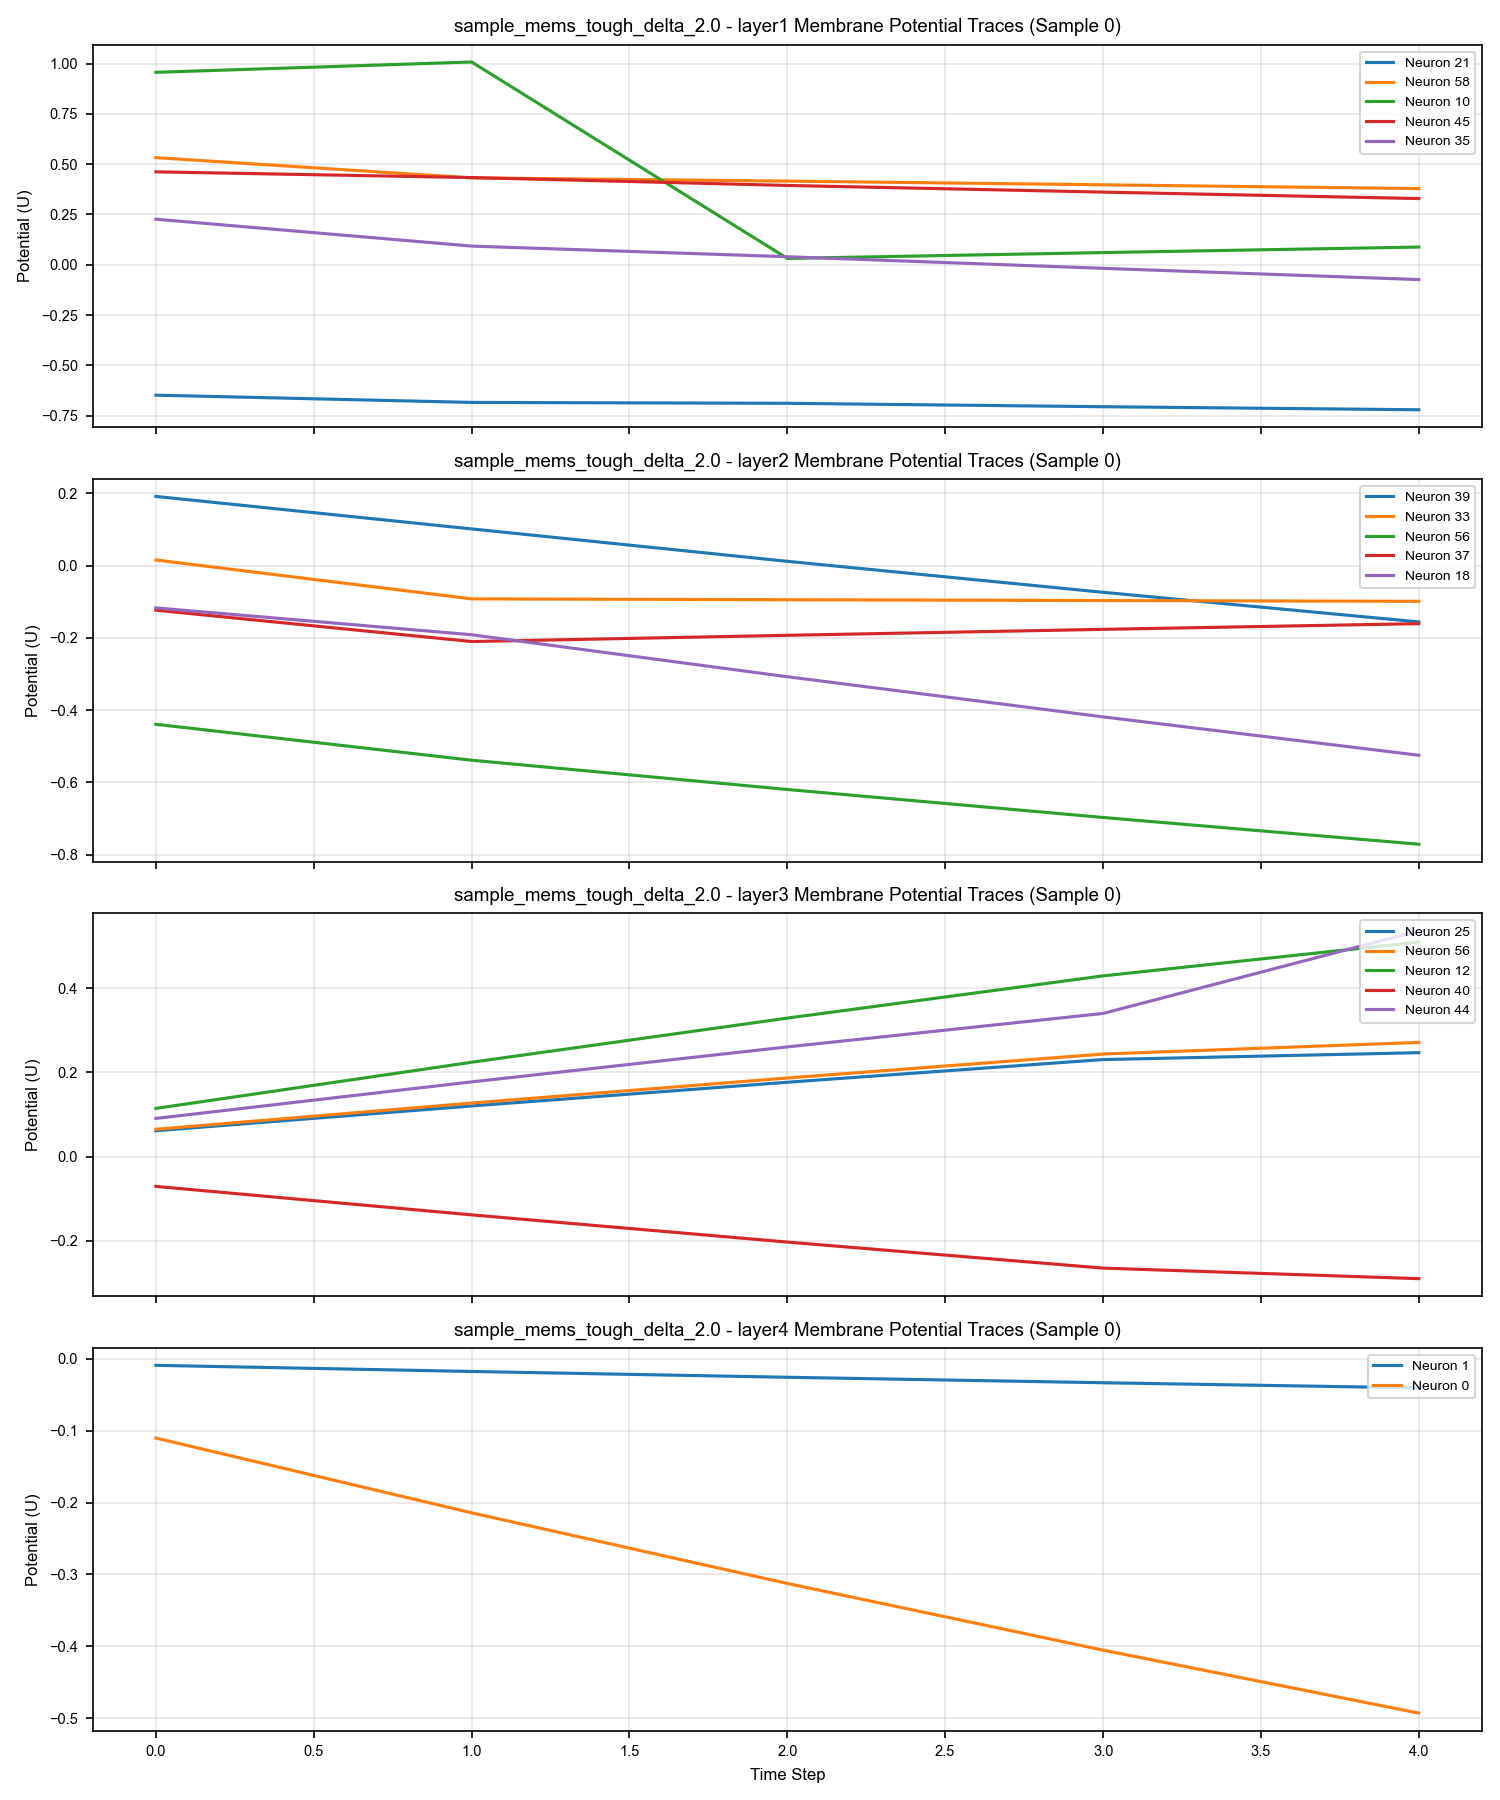 sample_mems_tough_delta_2.0 - layer1 Membrane Potential Traces (Sample 0)
1.00
0.75
0.50
0.25
0.00
−0.25
−0.50
−0.75
Potential (U)
Neuron 21
Neuron 58
Neuron 10
Neuron 45
Neuron 35
sample_mems_tough_delta_2.0 - layer2 Membrane Potential Traces (Sample 0)
0.2
0.0
−0.2
−0.4
−0.6
−0.8
Potential (U)
Neuron 39
Neuron 33
Neuron 56
Neuron 37
Neuron 18
sample_mems_tough_delta_2.0 - layer3 Membrane Potential Traces (Sample 0)
0.4
0.2
0.0
−0.2
Potential (U)
Neuron 25
Neuron 56
Neuron 12
Neuron 40
Neuron 44
sample_mems_tough_delta_2.0 - layer4 Membrane Potential Traces (Sample 0)
0.0
−0.1
−0.2
−0.3
−0.4
−0.5
Potential (U)
Neuron 1
Neuron 0
0.0 0.5 1.0 1.5 2.0 2.5 3.0 3.5 4.0
Time Step